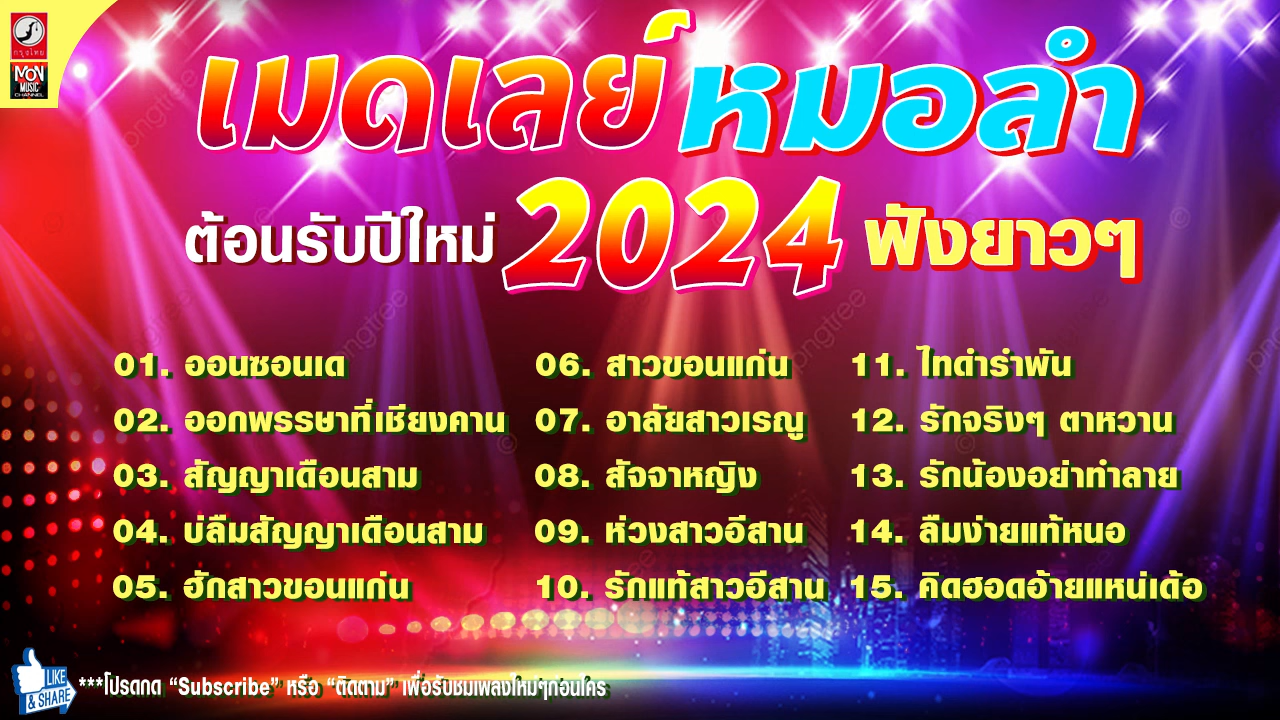 กรุงไทย
MON
MUSIC
CHANNEL
เมดเลย์ หมอลำ
ต้อนรับปีใหม่ 2024 ฟังยาวๆ
01. ออนซอนเด
02. ออกพรรษาที่เชียงคาน
03. สัญญาเดือนสาม
04. บ่ลืมสัญญาเดือนสาม
05. ฮักสาวขอนแก่น
06. สาวขอนแก่น
07. อาลัยสาวเรณู
08. สัจจาหญิง
09. ห่วงสาวอีสาน
10. รักแท้สาวอีสาน
11. ไทดำรำพัน
12. รักจริงๆ ตาหวาน
13. รักน้องอย่าทำลาย
14. ลืมง่ายแท้หนอ
15. คิดฮอดอ้ายแหน่เด้อ
LIKE
& SHARE
***โปรดกด “Subscribe” หรือ “ติดตาม” เพื่อรับชมเพลงใหม่ๆก่อนใคร
pngtree